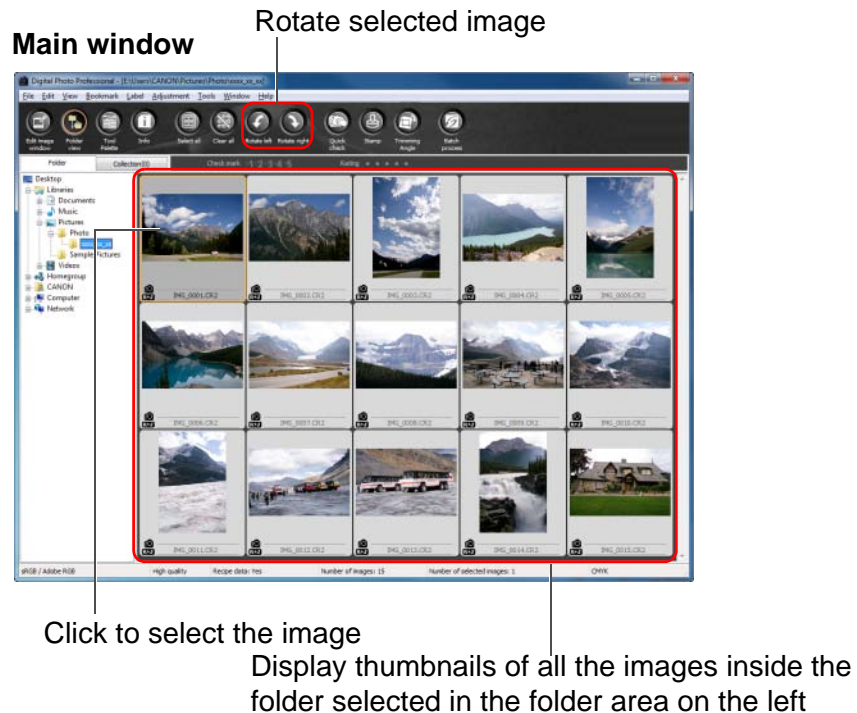 Rotate selected image
Main window
Digital Photo Professional - [E:\Users\CANON\Pictures\Photo\xxxx_xx_xx]
File Edit View Bookmark Label Adjustment Tools Window Help
Edit image window
Folder view
Tool Palette
Info
Select all
Clear all
Rotate left
Rotate right
Quick check
Stamp
Trimming Angle
Batch process
Folder
Collection(0)
Check mark
Rating
Desktop
Libraries
Documents
Music
Pictures
Photo
xxxx_xx_xx
Sample Pictures
Videos
Homegroup
CANON
Computer
Network
IMG_0001.CR2
IMG_0002.CR2
IMG_0003.CR2
IMG_0004.CR2
IMG_0005.CR2
IMG_0006.CR2
IMG_0007.CR2
IMG_0008.CR2
IMG_0009.CR2
IMG_0010.CR2
IMG_0011.CR2
IMG_0012.CR2
IMG_0013.CR2
IMG_0014.CR2
IMG_0015.CR2
sRGB / Adobe RGB
High quality
Recipe data: Yes
Number of images: 15
Number of selected images: 1
CMYK
Click to select the image
Display thumbnails of all the images inside the
folder selected in the folder area on the left